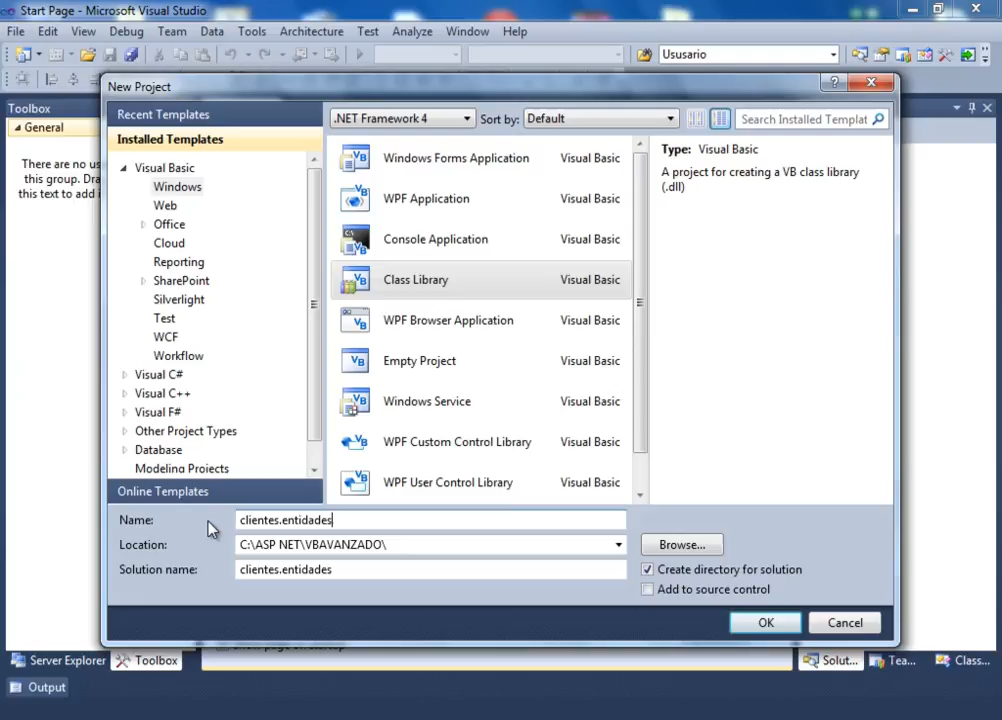 Start Page - Microsoft Visual Studio
File Edit View Debug Team Data Tools Architecture Test Analyze Window Help
Ususario
Toolbox
General
There are no us
this group. Dra
this text to add i
New Project
Recent Templates
Installed Templates
Visual Basic
Windows
Web
Office
Cloud
Reporting
SharePoint
Silverlight
Test
WCF
Workflow
Visual C#
Visual C++
Visual F#
Other Project Types
Database
Modeling Projects
Online Templates
.NET Framework 4 Sort by: Default
Search Installed Templat
Windows Forms Application Visual Basic
WPF Application Visual Basic
Console Application Visual Basic
Class Library Visual Basic
WPF Browser Application Visual Basic
Empty Project Visual Basic
Windows Service Visual Basic
WPF Custom Control Library Visual Basic
WPF User Control Library Visual Basic
Type: Visual Basic
A project for creating a VB class library
(.dll)
Name: clientes.entidades
Location: C:\ASP NET\VBAVANZADO\ Browse...
Solution name: clientes.entidades
Create directory for solution
Add to source control
OK Cancel
Server Explorer Toolbox
Solut... Tea... Class...
Output